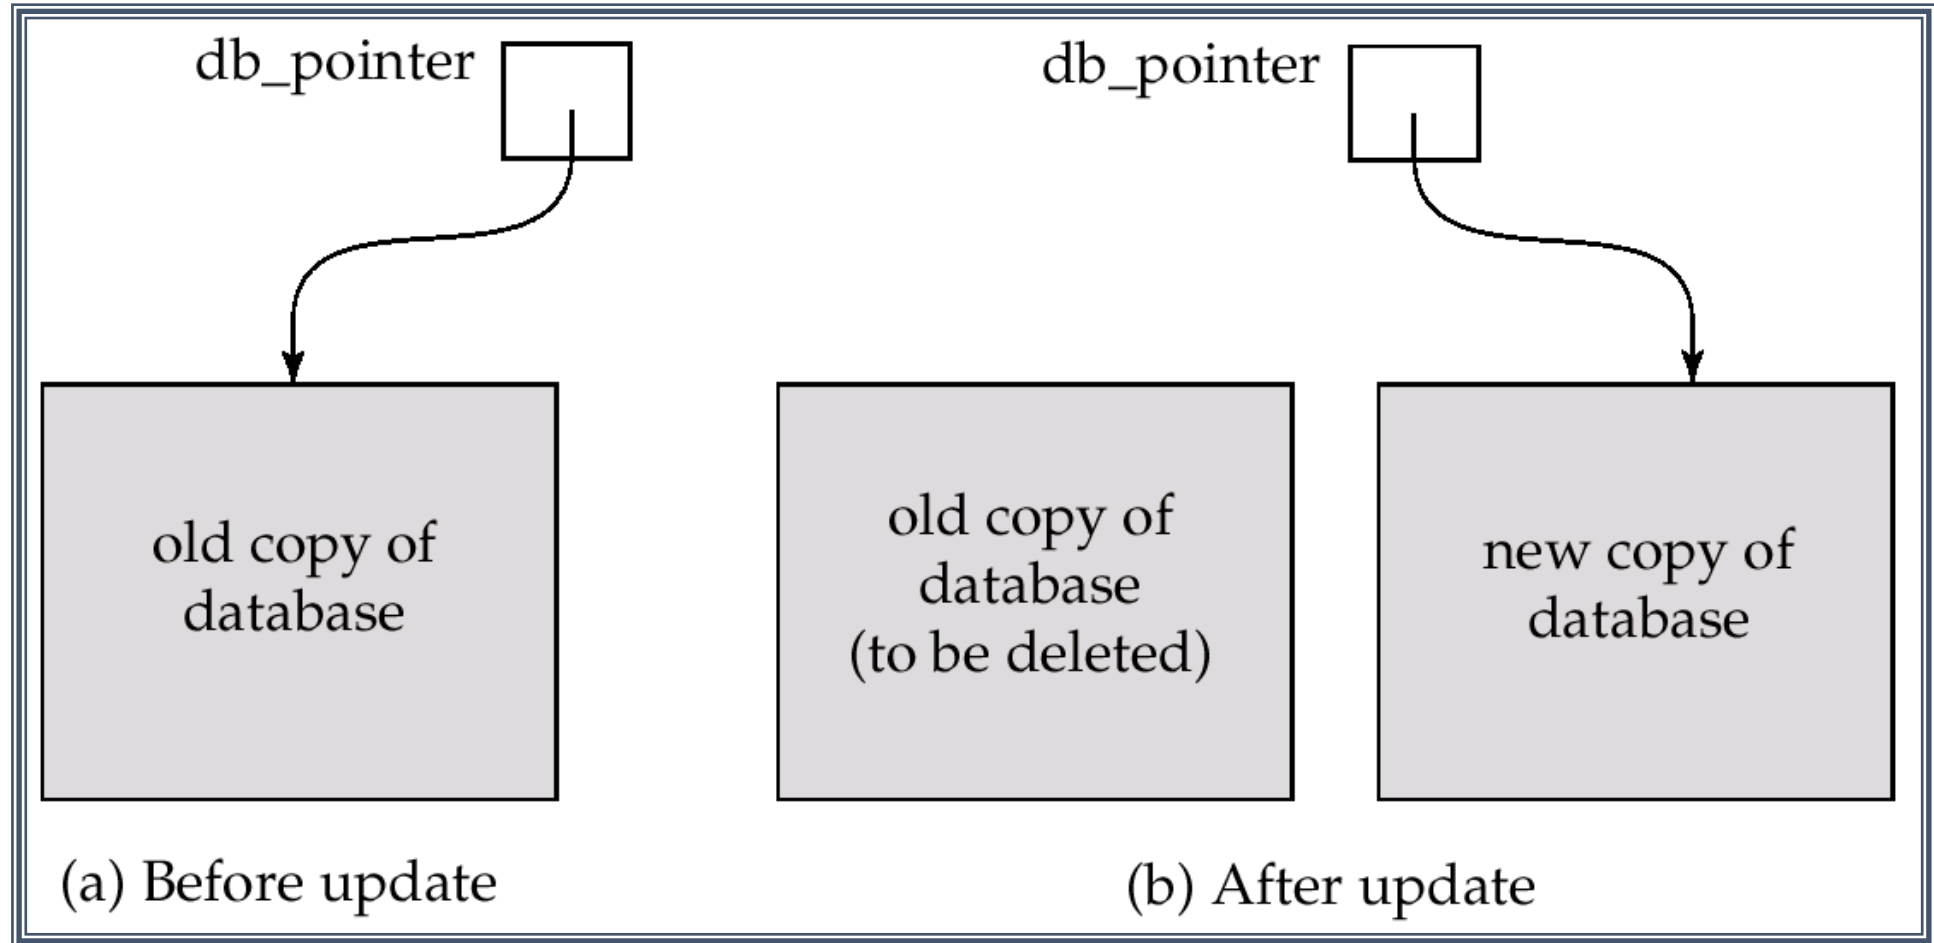 db_pointer
old copy of
database
(a) Before update
db_pointer
old copy of
database
(to be deleted)
new copy of
database
(b) After update